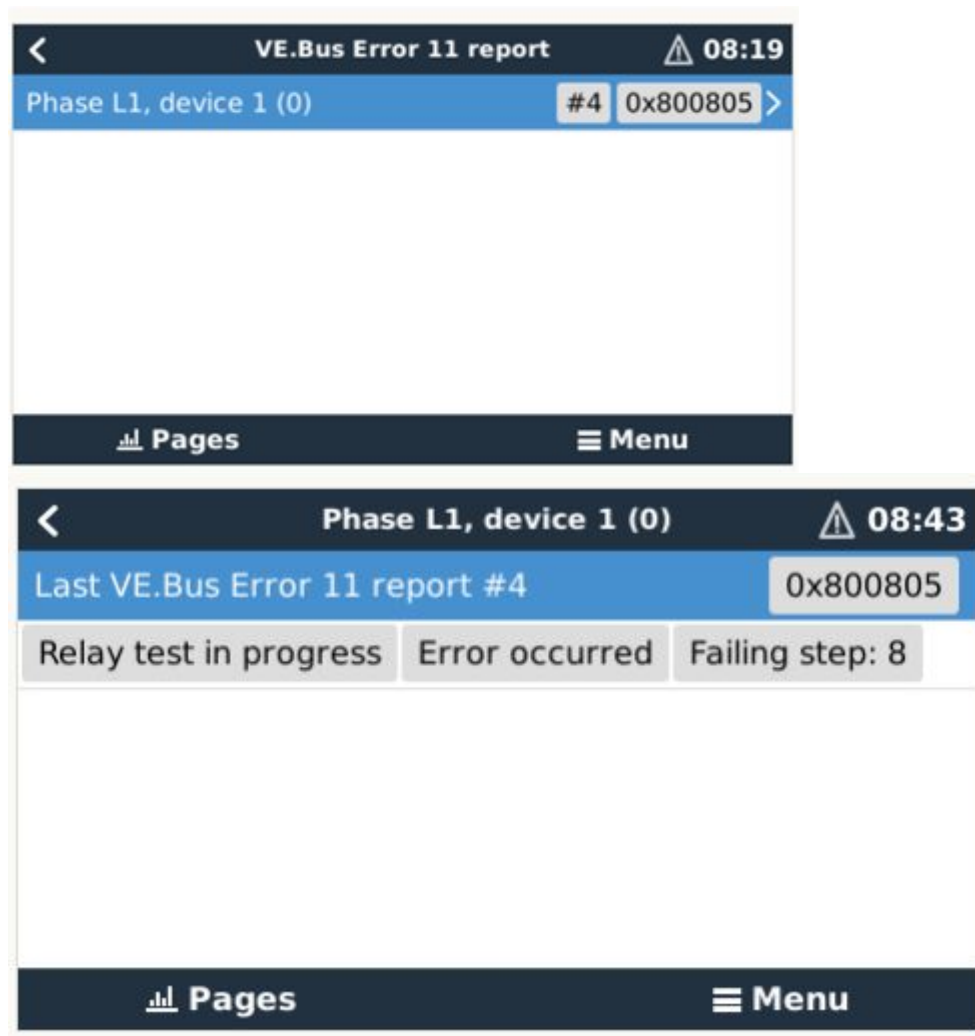 VE.Bus Error 11 report 08:19
Phase L1, device 1 (0) #4 0x800805
Pages Menu
Phase L1, device 1 (0) 08:43
Last VE.Bus Error 11 report #4 0x800805
Relay test in progress Error occurred Failing step: 8
Pages Menu